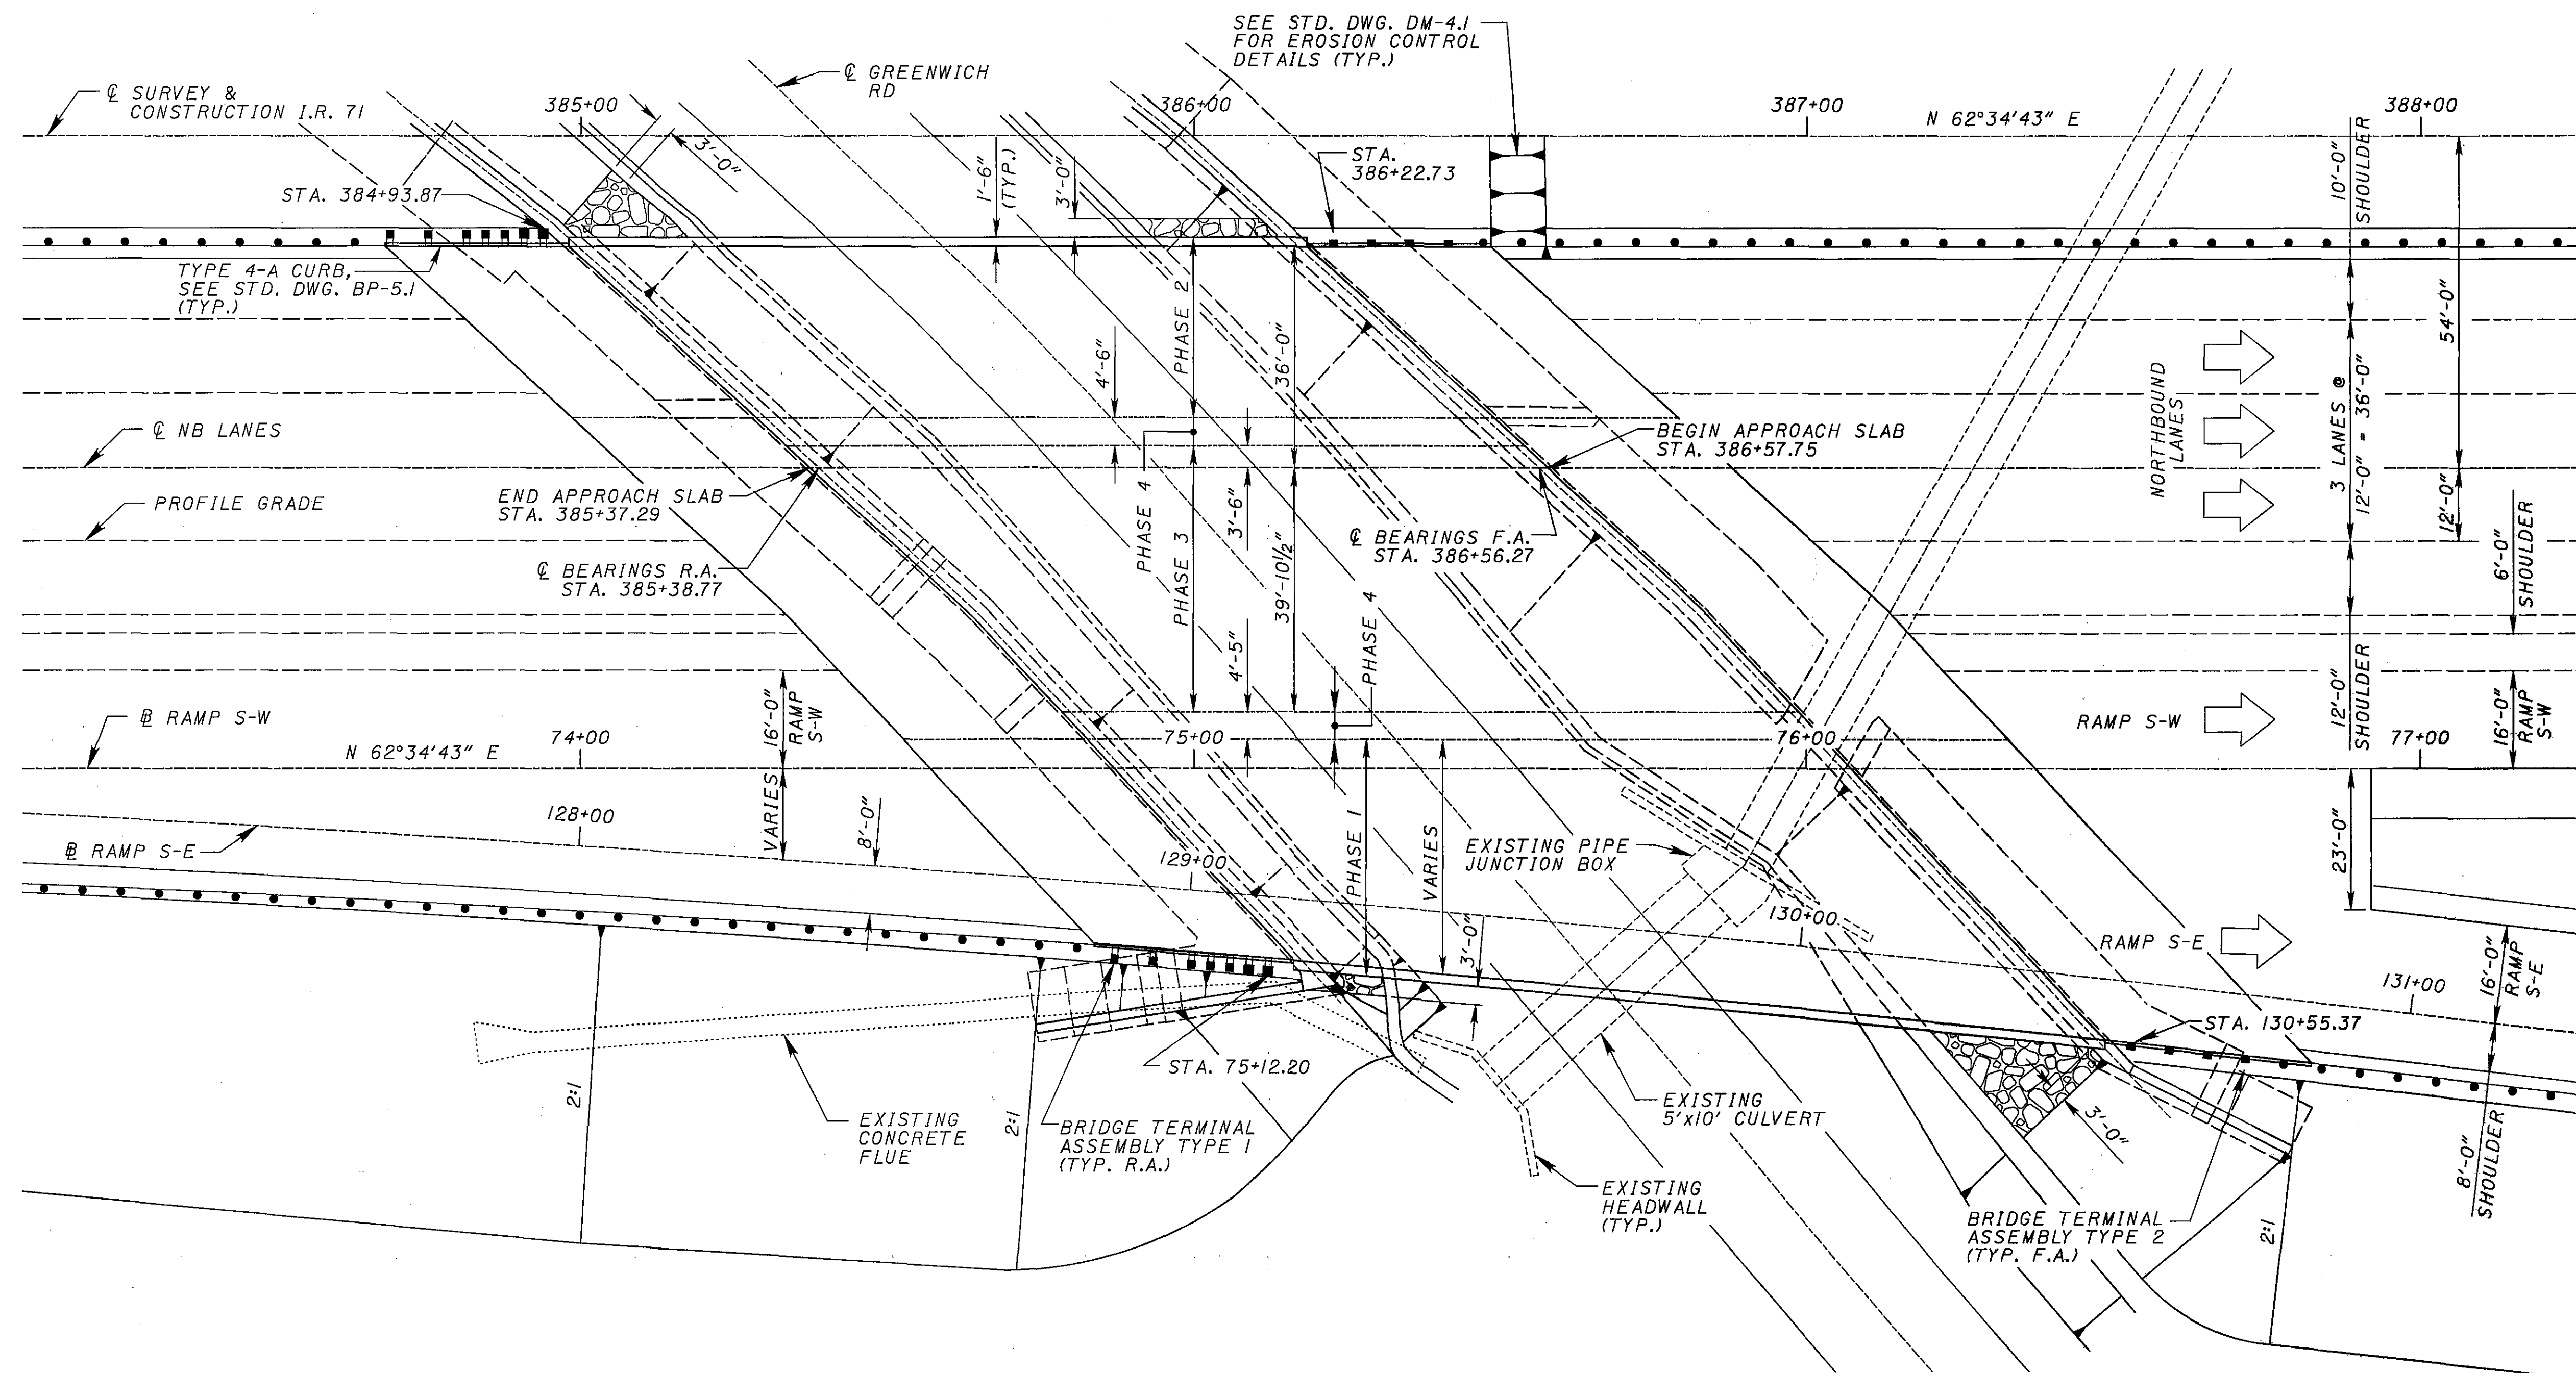 SEE STD. DWG. DM-4.1
FOR EROSION CONTROL
DETAILS (TYP.)
℄ GREENWICH
RD
℄ SURVEY &
CONSTRUCTION I.R. 71
385+00
386+00
387+00
388+00
N 62°34'43" E
3'-0"
1'-6"
(TYP.)
3'-0"
STA.
386+22.73
10'-0"
SHOULDER
STA. 384+93.87
TYPE 4-A CURB,
SEE STD. DWG. BP-5.1
(TYP.)
PHASE 2
36'-0"
4'-6"
54'-0"
NORTHBOUND
LANES
3 LANES @
12'-0" = 36'-0"
℄ NB LANES
BEGIN APPROACH SLAB
STA. 386+57.75
END APPROACH SLAB
STA. 385+37.29
PROFILE GRADE
PHASE 4
3'-6"
12'-0"
℄ BEARINGS F.A.
STA. 386+56.27
℄ BEARINGS R.A.
STA. 385+38.77
PHASE 3
39'-10½"
6'-0"
SHOULDER
4'-5"
PHASE 4
16'-0"
RAMP
S-W
12'-0"
SHOULDER
RAMP S-W
16'-0"
RAMP
S-W
℄ RAMP S-W
N 62°34'43" E
74+00
75+00
76+00
77+00
VARIES
8'-0"
128+00
129+00
130+00
131+00
℄ RAMP S-E
PHASE 1
VARIES
EXISTING PIPE
JUNCTION BOX
23'-0"
3'-0"
RAMP S-E
16'-0"
RAMP
S-E
STA. 130+55.37
STA. 75+12.20
2:1
2:1
EXISTING
CONCRETE
FLUE
BRIDGE TERMINAL
ASSEMBLY TYPE 1
(TYP. R.A.)
EXISTING
5'x10' CULVERT
3'-0"
EXISTING
HEADWALL
(TYP.)
BRIDGE TERMINAL
ASSEMBLY TYPE 2
(TYP. F.A.)
2:1
8'-0"
SHOULDER